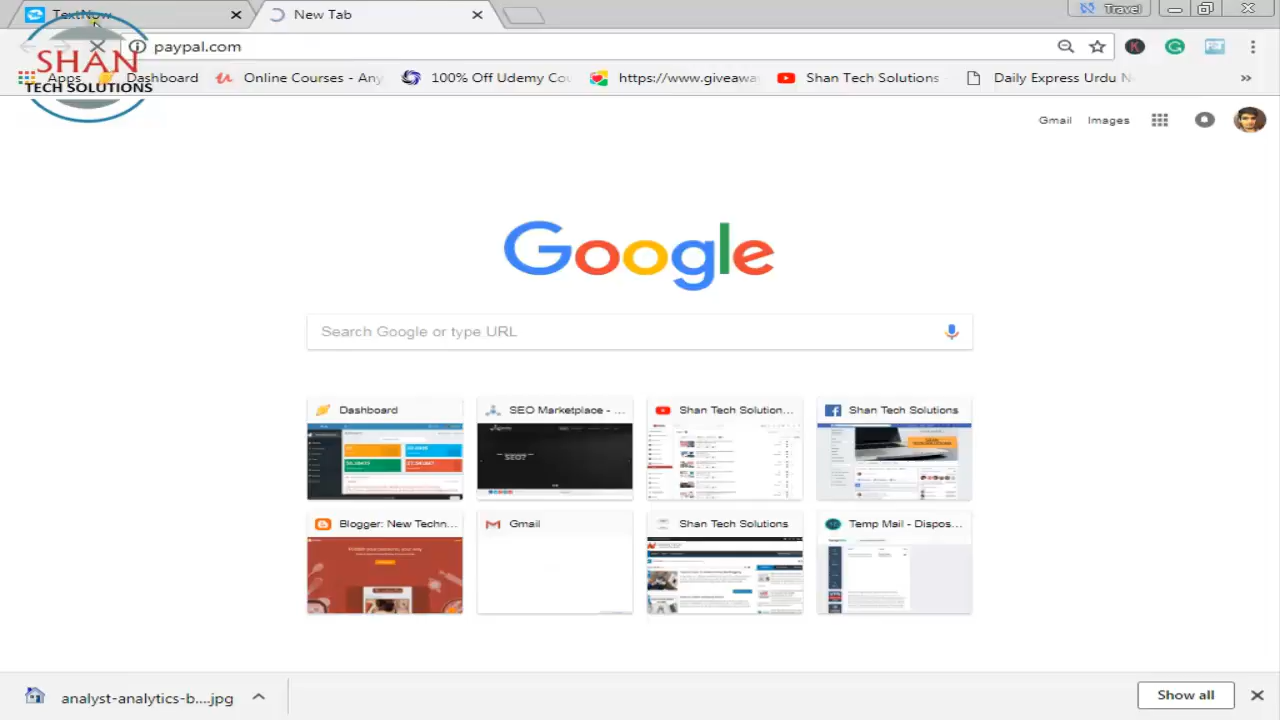 TextNow
New Tab
Travel
paypal.com
SHAN
TECH SOLUTIONS
Apps
Dashboard
Online Courses - Any
100% Off Udemy Co
https://www.giveawa
Shan Tech Solutions
Daily Express Urdu N
»
Gmail
Images
Google
Search Google or type URL
Dashboard
SEO Marketplace - ...
Shan Tech Solution...
Shan Tech Solutions
Blogger: New Techn...
Gmail
Shan Tech Solutions
Temp Mail - Dispos...
analyst-analytics-b....jpg
Show all